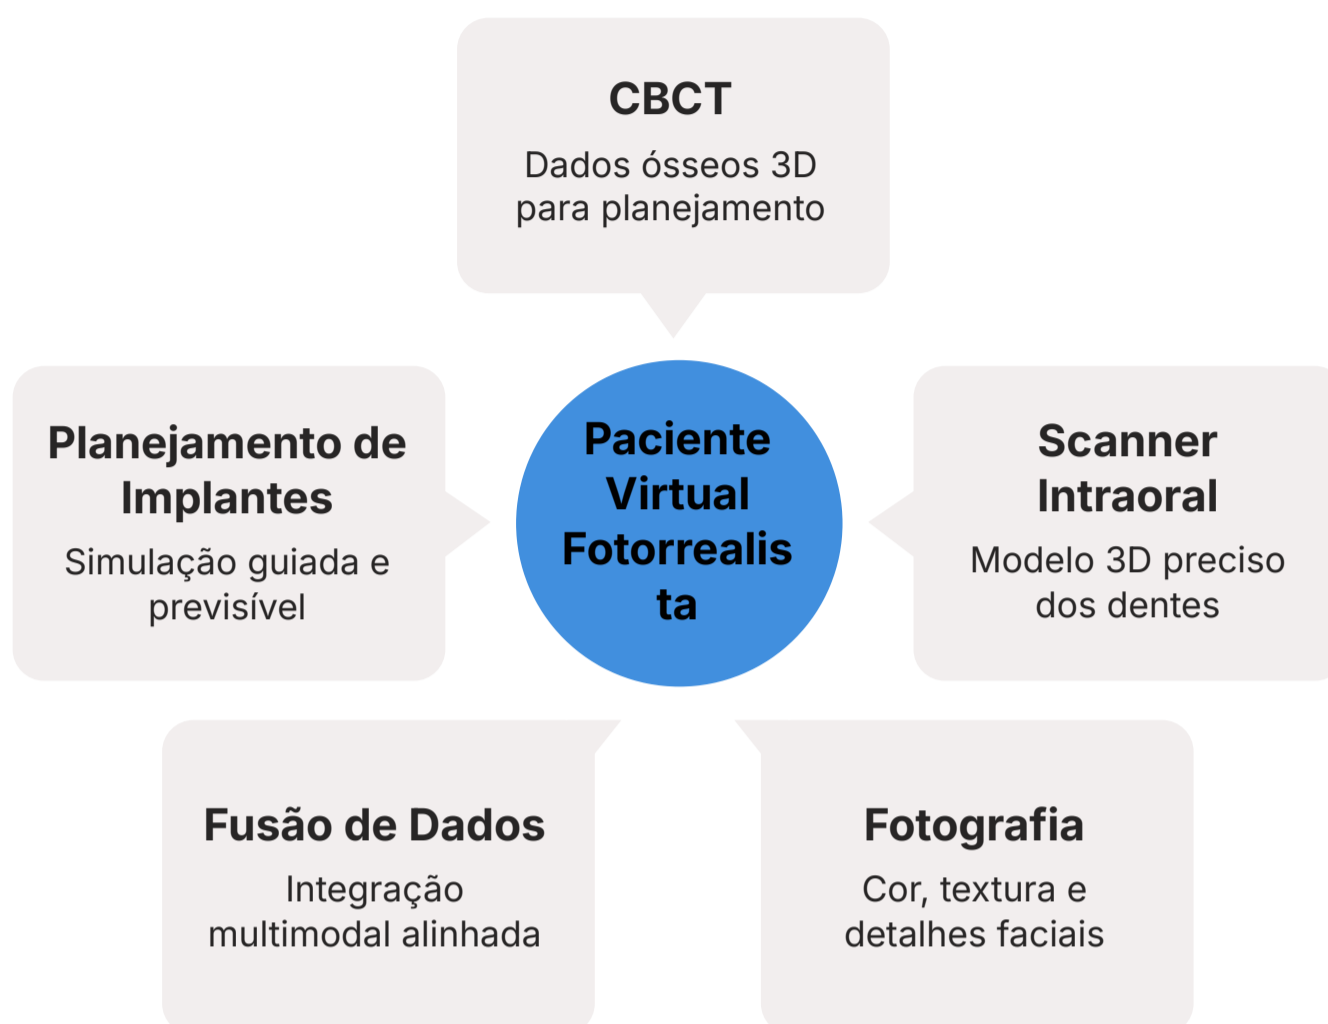 CBCT
Dados ósseos 3D
para planejamento
Planejamento de
Implantes
Simulação guiada e
previsível
Paciente
Virtual
Fotorrealis
ta
Scanner
Intraoral
Modelo 3D preciso
dos dentes
Fusão de Dados
Integração
multimodal alinhada
Fotografia
Cor, textura e
detalhes faciais